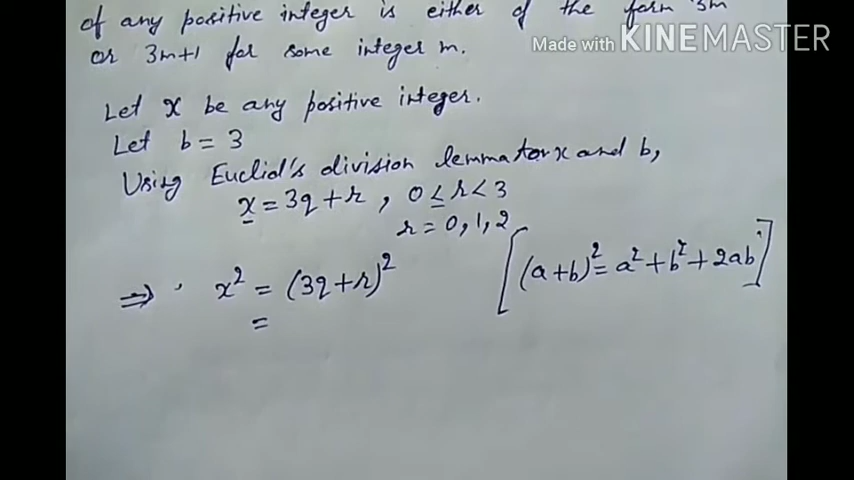 of any positive integer is either of the form 3m
or 3m+1 for some integer m.
Made with KINEMASTER
Let x be any positive integer.
Let b = 3
Using Euclid's division lemma for x and b,
x = 3q + r , 0 ≤ r < 3
r = 0, 1, 2
⇒ x² = (3q + r)² [(a+b)² = a² + b² + 2ab]
=